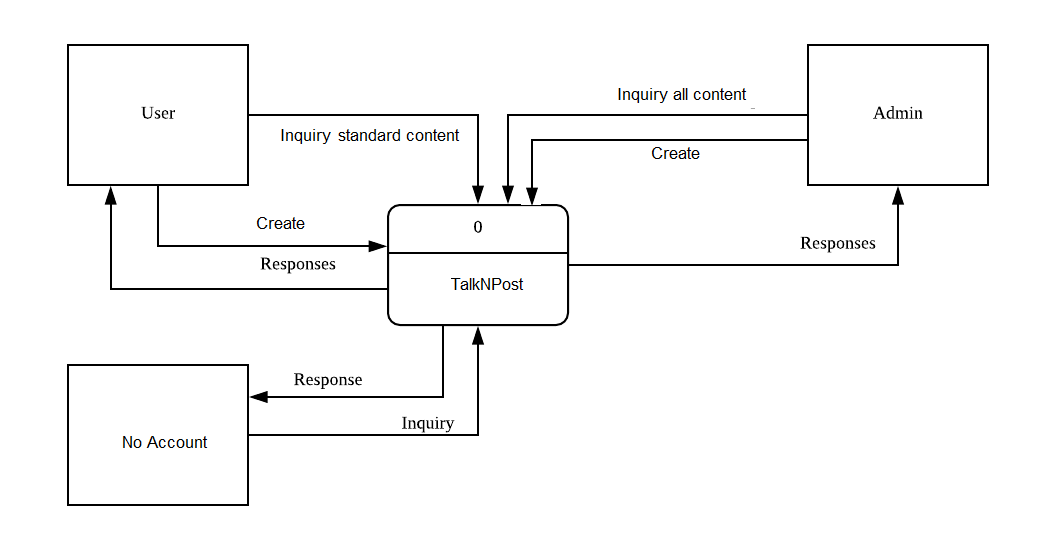 Inquiry all content
User
Admin
Inquiry standard content
Create
Create
0
Responses
Responses
TalkNPost
Response
Inquiry
No Account